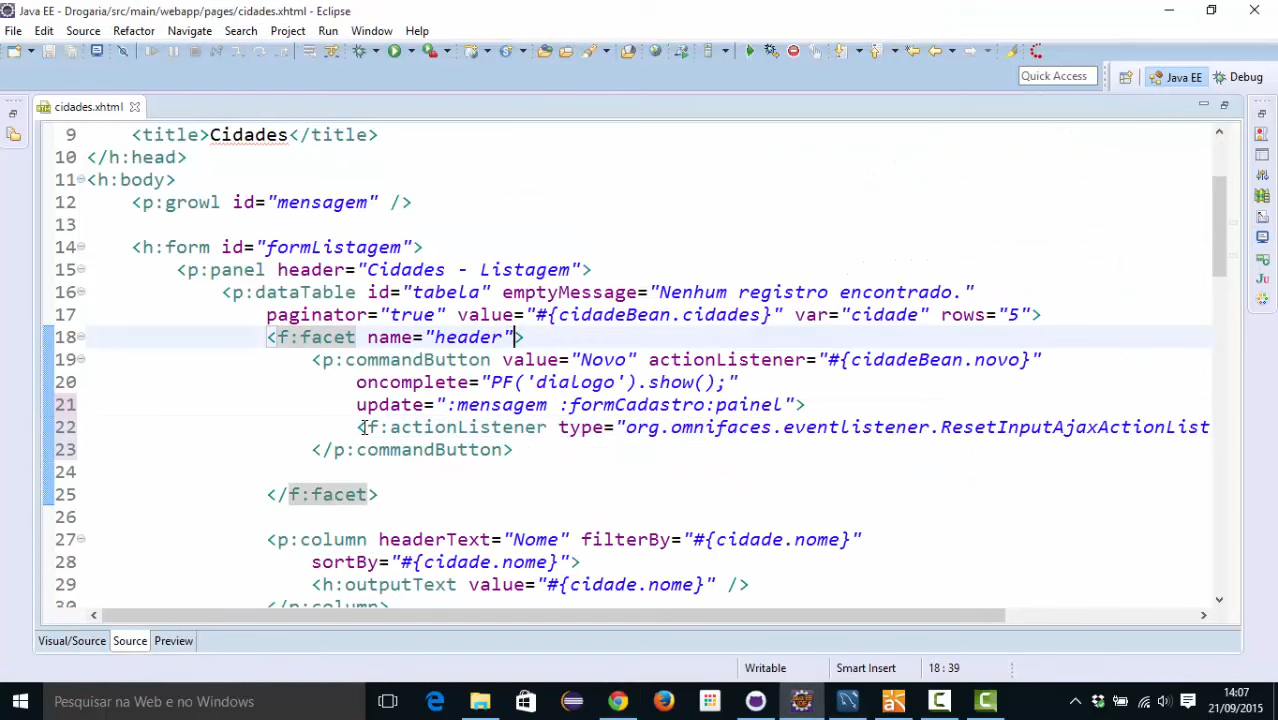 Java EE - Drogaria/src/main/webapp/pages/cidades.xhtml - Eclipse
File Edit Source Refactor Navigate Search Project Run Window Help
Quick Access
Java EE
Debug
cidades.xhtml
9 <title>Cidades</title>
10 </h:head>
11 <h:body>
12 <p:growl id="mensagem" />
13
14 <h:form id="formListagem">
15 <p:panel header="Cidades - Listagem">
16 <p:dataTable id="tabela" emptyMessage="Nenhum registro encontrado."
17 paginator="true" value="#{cidadeBean.cidades}" var="cidade" rows="5">
18 <f:facet name="header">
19 <p:commandButton value="Novo" actionListener="#{cidadeBean.novo}"
20 oncomplete="PF('dialogo').show();"
21 update=":mensagem :formCadastro:painel">
22 <f:actionListener type="org.omnifaces.eventlistener.ResetInputAjaxActionList
23 </p:commandButton>
24
25 </f:facet>
26
27 <p:column headerText="Nome" filterBy="#{cidade.nome}"
28 sortBy="#{cidade.nome}">
29 <h:outputText value="#{cidade.nome}" />
30 </p:column>
Visual/Source Source Preview
Writable Smart Insert 18 : 39
Pesquisar na Web e no Windows
14:07
21/09/2015